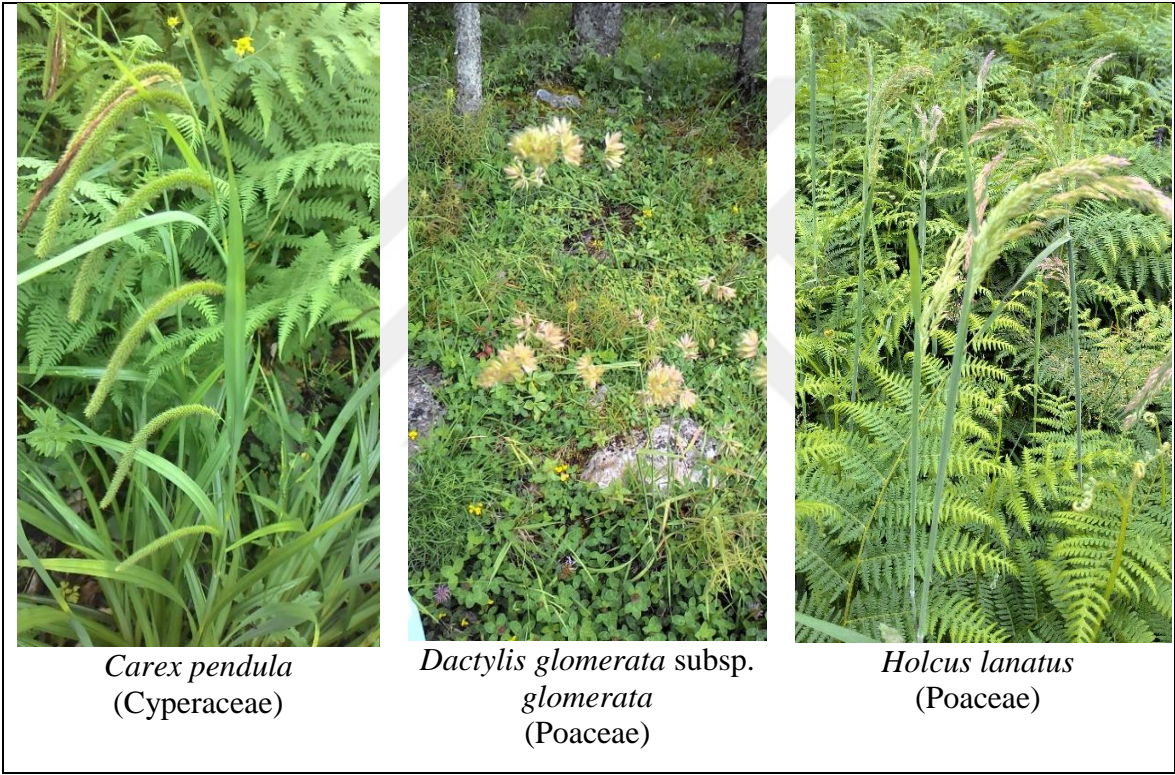 Carex pendula
(Cyperaceae)
Dactylis glomerata subsp.
glomerata
(Poaceae)
Holcus lanatus
(Poaceae)